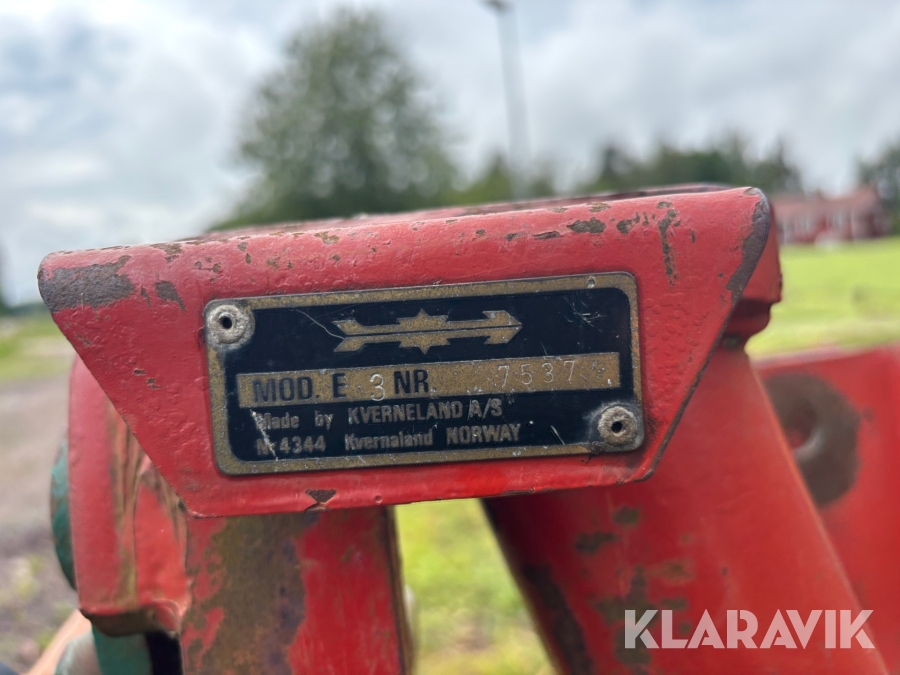 MOD. E 3 NR. 7537
Made by KVERNELAND A/S
N-4344 Kvernaland NORWAY
KLARAVIK